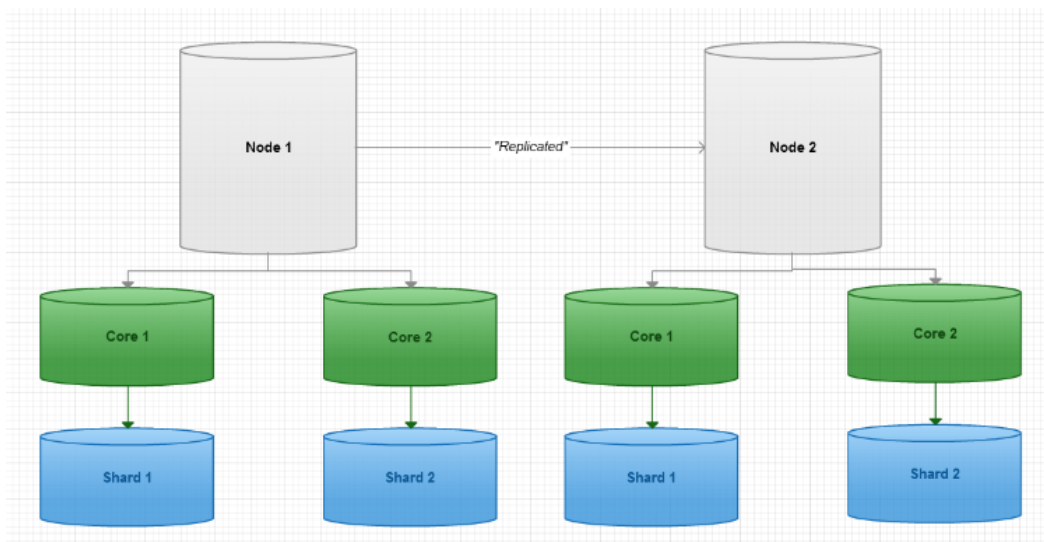 Node 1
"Replicated"
Node 2
Core 1
Core 2
Core 1
Core 2
Shard 1
Shard 2
Shard 1
Shard 2